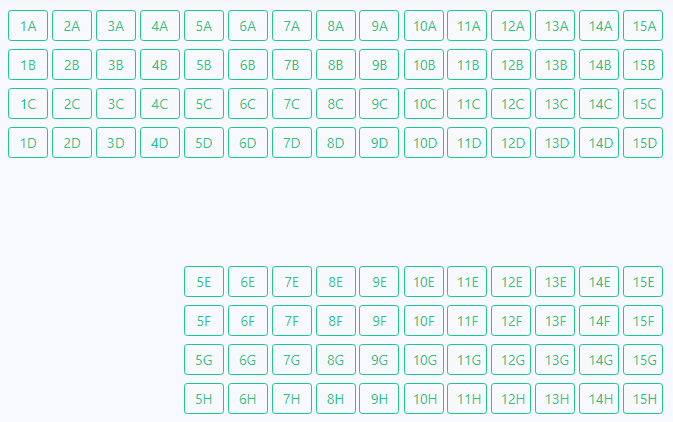 1A 2A 3A 4A 5A 6A 7A 8A 9A 10A 11A 12A 13A 14A 15A
1B 2B 3B 4B 5B 6B 7B 8B 9B 10B 11B 12B 13B 14B 15B
1C 2C 3C 4C 5C 6C 7C 8C 9C 10C 11C 12C 13C 14C 15C
1D 2D 3D 4D 5D 6D 7D 8D 9D 10D 11D 12D 13D 14D 15D
5E 6E 7E 8E 9E 10E 11E 12E 13E 14E 15E
5F 6F 7F 8F 9F 10F 11F 12F 13F 14F 15F
5G 6G 7G 8G 9G 10G 11G 12G 13G 14G 15G
5H 6H 7H 8H 9H 10H 11H 12H 13H 14H 15H